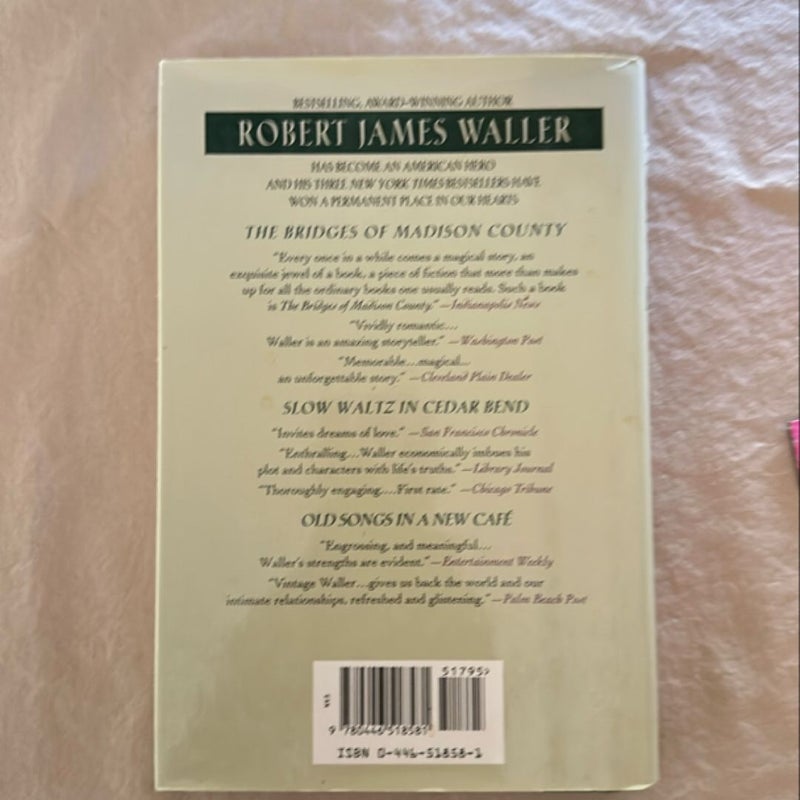 BESTSELLING, AWARD-WINNING AUTHOR
ROBERT JAMES WALLER
HAS BECOME AN AMERICAN HERO
AND HIS THREE NEW YORK TIMES BESTSELLERS HAVE
WON A PERMANENT PLACE IN OUR HEARTS
THE BRIDGES OF MADISON COUNTY
"Every once in a while comes a magical story, an
exquisite jewel of a book, a piece of fiction that more than makes
up for all the ordinary books one usually reads. Such a book
is The Bridges of Madison County." —Indianapolis News
"Vividly romantic....
Waller is an amazing storyteller." —Washington Post
"Memorable...magical...
an unforgettable story." —Cleveland Plain Dealer
SLOW WALTZ IN CEDAR BEND
"Invites dreams of love." —San Francisco Chronicle
"Enthralling...Waller economically imbues his
plot and characters with life's truths." —Library Journal
"Thoroughly engaging....First rate." —Chicago Tribune
OLD SONGS IN A NEW CAFÉ
"Engrossing, and meaningful...
Waller's strengths are evident." —Entertainment Weekly
"Vintage Waller...gives us back the world and our
intimate relationships, refreshed and glistening." —Palm Beach Post
51795>
9 780446 518581
ISBN 0-446-51858-1